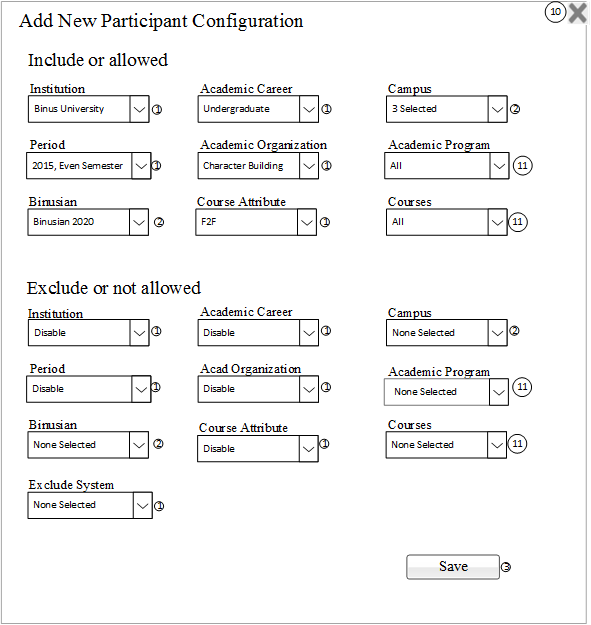 Add New Participant Configuration
10
Include or allowed
Institution Academic Career Campus
Binus University 1 Undergraduate 1 3 Selected 2
Period Academic Organization Academic Program
2015, Even Semester 1 Character Building 1 All 11
Binusian Course Attribute Courses
Binusian 2020 2 F2F 1 All 11
Exclude or not allowed
Institution Academic Career Campus
Disable 1 Disable 1 None Selected 2
Period Acad Organization Academic Program
Disable 1 Disable 1 None Selected 11
Binusian Course Attribute Courses
None Selected 2 Disable 1 None Selected 11
Exclude System
None Selected 1
Save 3